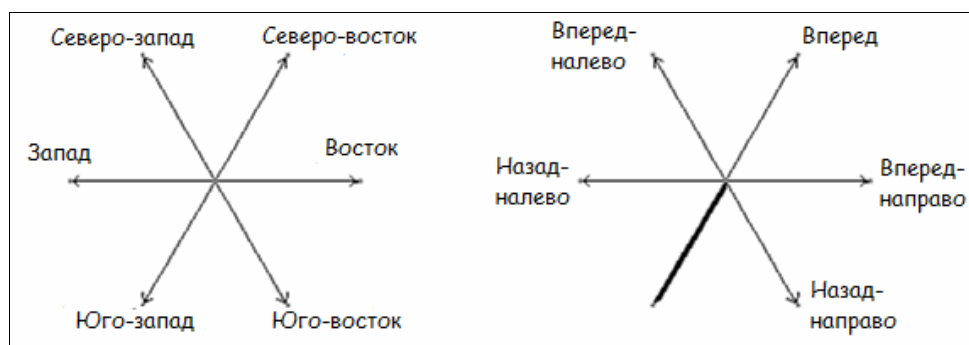 Северо-запад
Северо-восток
Запад
Восток
Юго-запад
Юго-восток
Вперед-
налево
Вперед
Назад-
налево
Вперед-
направо
Назад-
направо